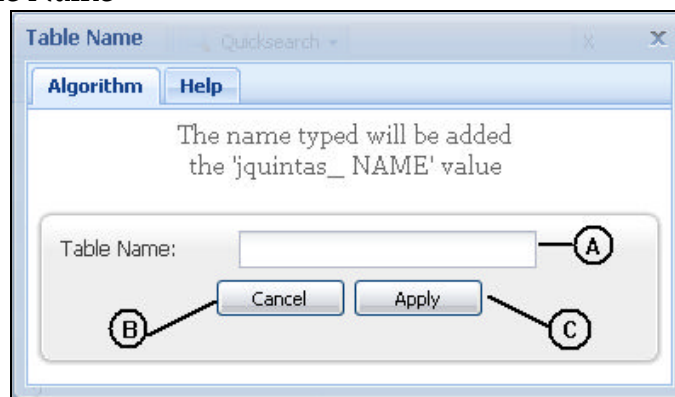 Table Name
Quicksearch
X
x
Algorithm
Help
The name typed will be added
the 'jquintas_ NAME' value
Table Name:
A
Cancel
Apply
B
C